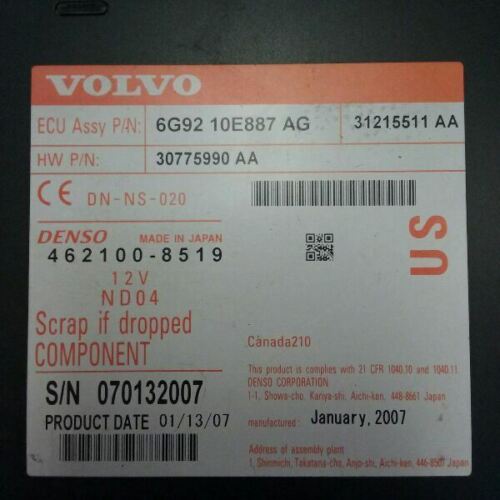 VOLVO
ECU Assy P/N: 6G92 10E887 AG 31215511 AA
HW P/N: 30775990 AA
CE DN-NS-020
DENSO MADE IN JAPAN
462100-8519
12V
ND04
US
Scrap if dropped
COMPONENT
Canada210
This product is complies with 21 CFR 1040.10 and 1040.11
DENSO CORPORATION
1-1, Showa-cho, Kariya-shi, Aichi-ken, 448-8661 Japan
S/N 070132007
PRODUCT DATE 01/13/07
manufactured: January, 2007
Address of assembly plant
1, Shinmichi, Takatana-cho, Anjo-shi, Aichi-ken, 446-8507 Japan